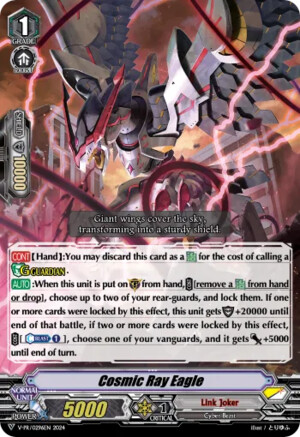 1
GRADE
BOOST
SHIELD
10000
Giant wings cover the sky,
transforming into a sturdy shield.
CONT [Hand]:You may discard this card as a for the cost of calling a
G GUARDIAN.
AUTO:When this unit is put on from hand, [remove a from hand
or drop], choose up to two of your rear-guards, and lock them. If one
or more cards were locked by this effect, this unit gets +20000 until
end of that battle, if two or more cards were locked by this effect,
[1], choose one of your vanguards, and it gets +5000
until end of turn.
NORMAL
UNIT
Cosmic Ray Eagle
V-PR/0296EN 2024
POWER
5000
1
CRITICAL
Link Joker
Cyber Beast